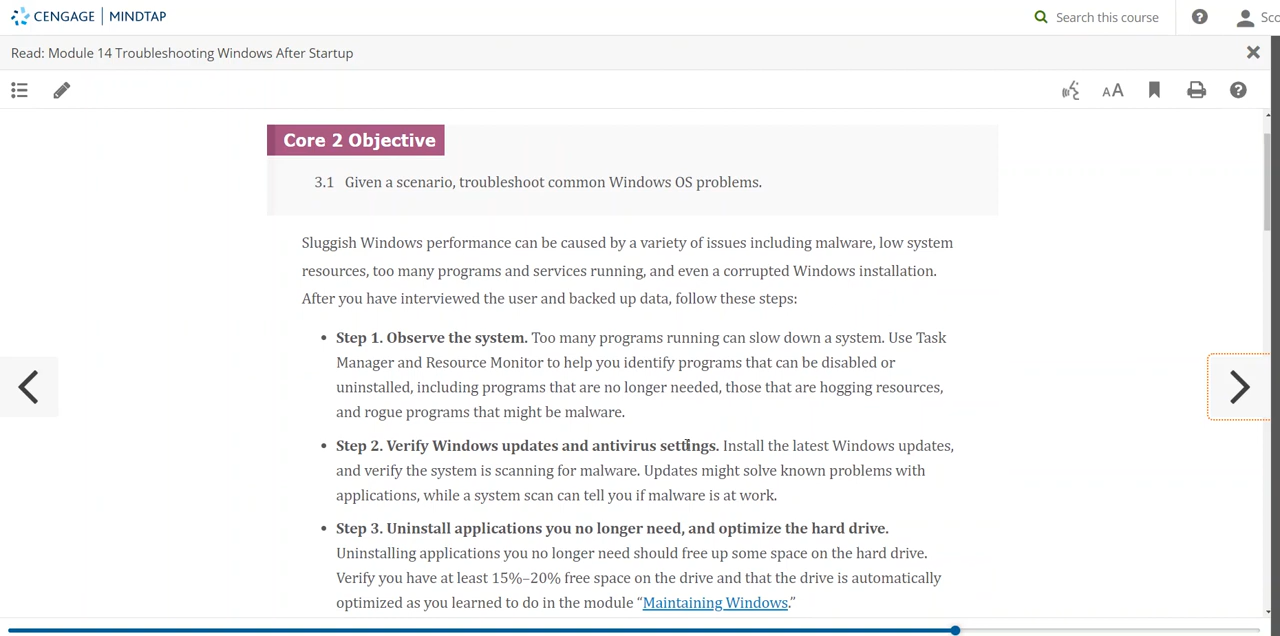 CENGAGE | MINDTAP
Search this course
Sco
Read: Module 14 Troubleshooting Windows After Startup
AA
Core 2 Objective
3.1 Given a scenario, troubleshoot common Windows OS problems.
Sluggish Windows performance can be caused by a variety of issues including malware, low system
resources, too many programs and services running, and even a corrupted Windows installation.
After you have interviewed the user and backed up data, follow these steps:
• Step 1. Observe the system. Too many programs running can slow down a system. Use Task
Manager and Resource Monitor to help you identify programs that can be disabled or
uninstalled, including programs that are no longer needed, those that are hogging resources,
and rogue programs that might be malware.
• Step 2. Verify Windows updates and antivirus settings. Install the latest Windows updates,
and verify the system is scanning for malware. Updates might solve known problems with
applications, while a system scan can tell you if malware is at work.
• Step 3. Uninstall applications you no longer need, and optimize the hard drive.
Uninstalling applications you no longer need should free up some space on the hard drive.
Verify you have at least 15%–20% free space on the drive and that the drive is automatically
optimized as you learned to do in the module “Maintaining Windows.”